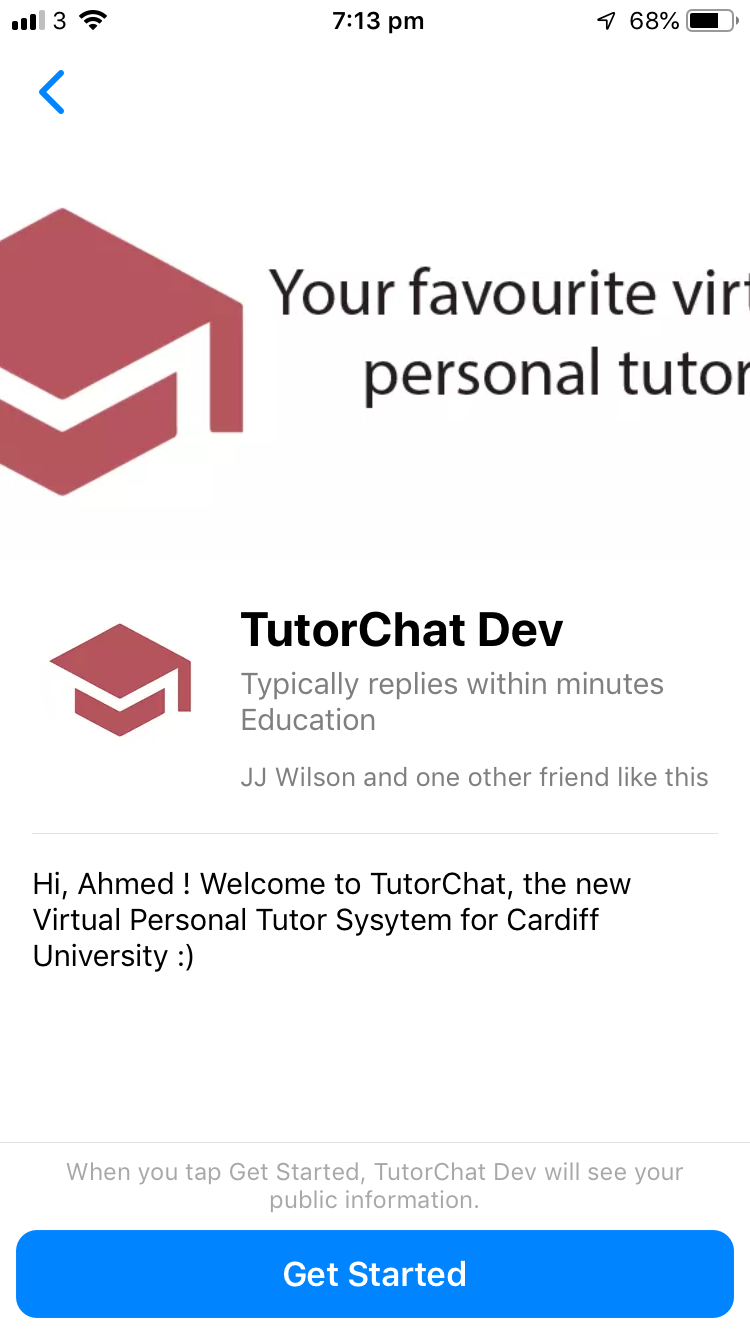 3 7:13 pm 68%
Your favourite virt
personal tutor
TutorChat Dev
Typically replies within minutes
Education
JJ Wilson and one other friend like this
Hi, Ahmed ! Welcome to TutorChat, the new
Virtual Personal Tutor Sysytem for Cardiff
University :)
When you tap Get Started, TutorChat Dev will see your
public information.
Get Started